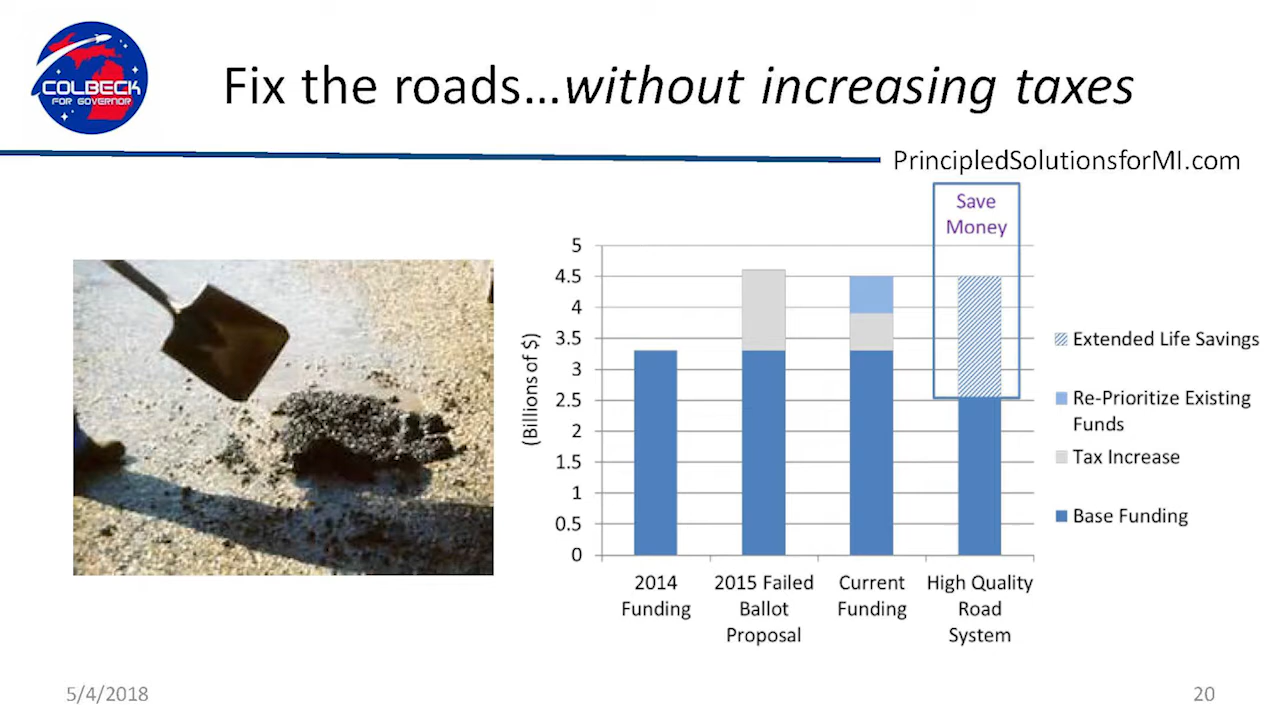 COLBECK
FOR GOVERNOR
Fix the roads...without increasing taxes
PrincipledSolutionsforMI.com
Save
Money
5
4.5
4
3.5
3
2.5
2
1.5
1
0.5
0
(Billions of $)
2014
Funding
2015 Failed
Ballot
Proposal
Current
Funding
High Quality
Road
System
Extended Life Savings
Re-Prioritize Existing
Funds
Tax Increase
Base Funding
5/4/2018
20